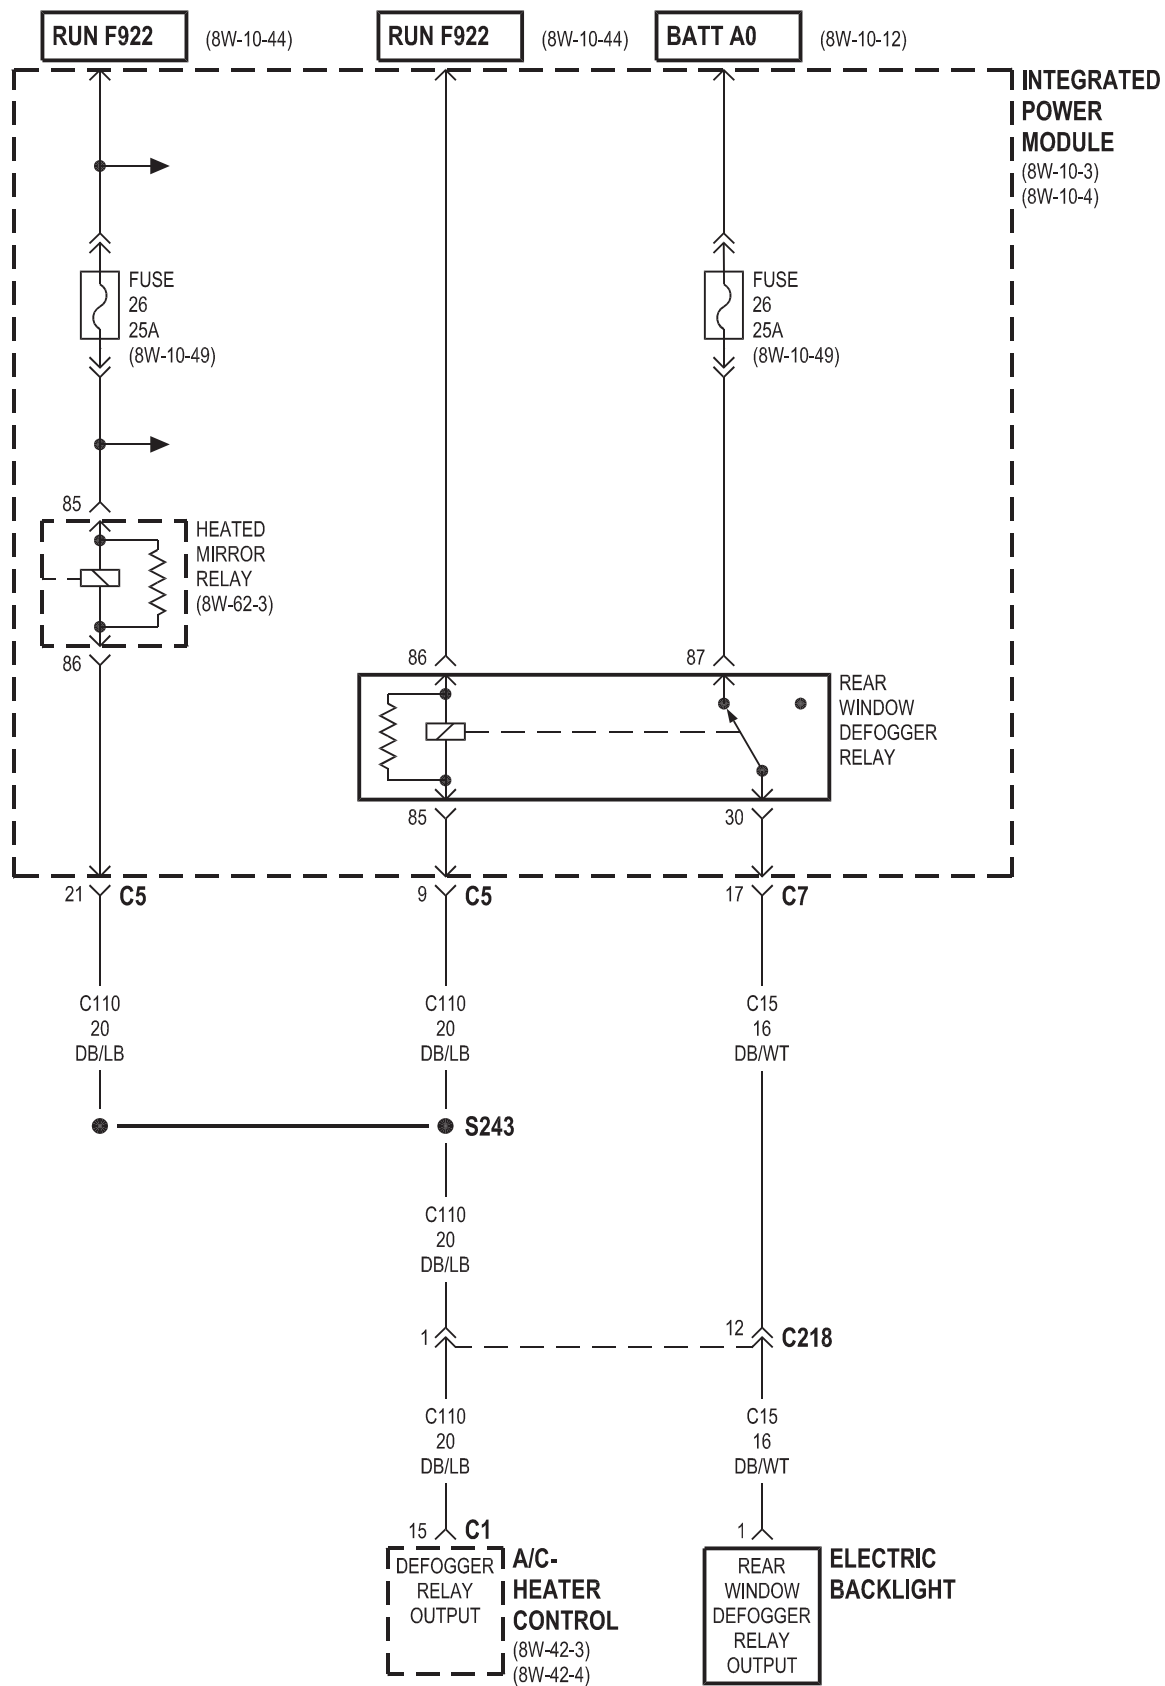 RUN F922
(8W-10-44)
RUN F922
(8W-10-44)
BATT A0
(8W-10-12)
INTEGRATED
POWER
MODULE
(8W-10-3)
(8W-10-4)
FUSE
26
25A
(8W-10-49)
FUSE
26
25A
(8W-10-49)
85
HEATED
MIRROR
RELAY
(8W-62-3)
86
86
87
REAR
WINDOW
DEFOGGER
RELAY
85
30
21
C5
9
C5
17
C7
C110
20
DB/LB
C110
20
DB/LB
C15
16
DB/WT
S243
C110
20
DB/LB
1
12
C218
C110
20
DB/LB
C15
16
DB/WT
15
C1
1
DEFOGGER
RELAY
OUTPUT
A/C-
HEATER
CONTROL
(8W-42-3)
(8W-42-4)
REAR
WINDOW
DEFOGGER
RELAY
OUTPUT
ELECTRIC
BACKLIGHT